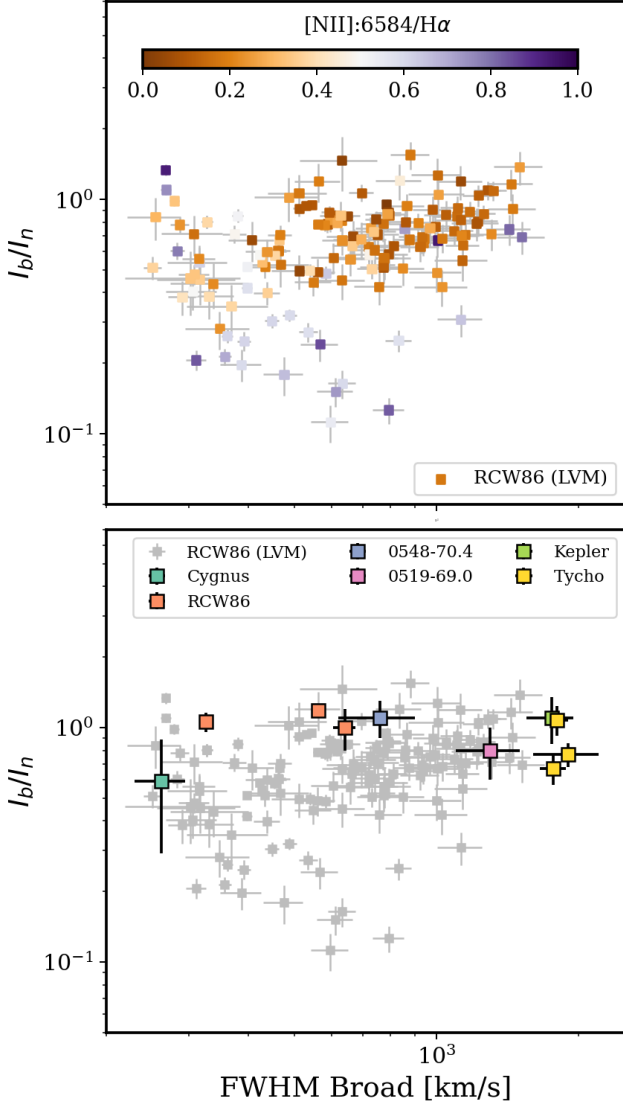 [NII]:6584/Hα
0.0 0.2 0.4 0.6 0.8 1.0
10⁰
I_b/I_n
10⁻¹
RCW86 (LVM)
RCW86 (LVM) 0548-70.4 Kepler
Cygnus 0519-69.0 Tycho
RCW86
10⁰
I_b/I_n
10⁻¹
10³
FWHM Broad [km/s]